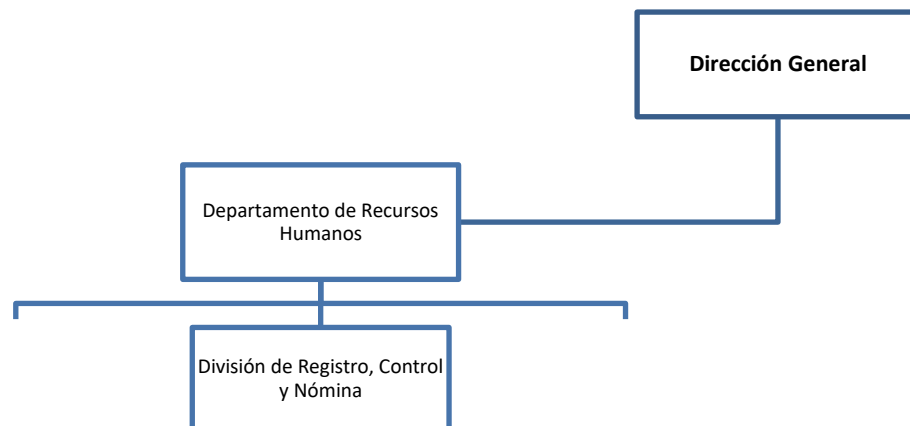 Dirección General
Departamento de Recursos
Humanos
División de Registro, Control
y Nómina